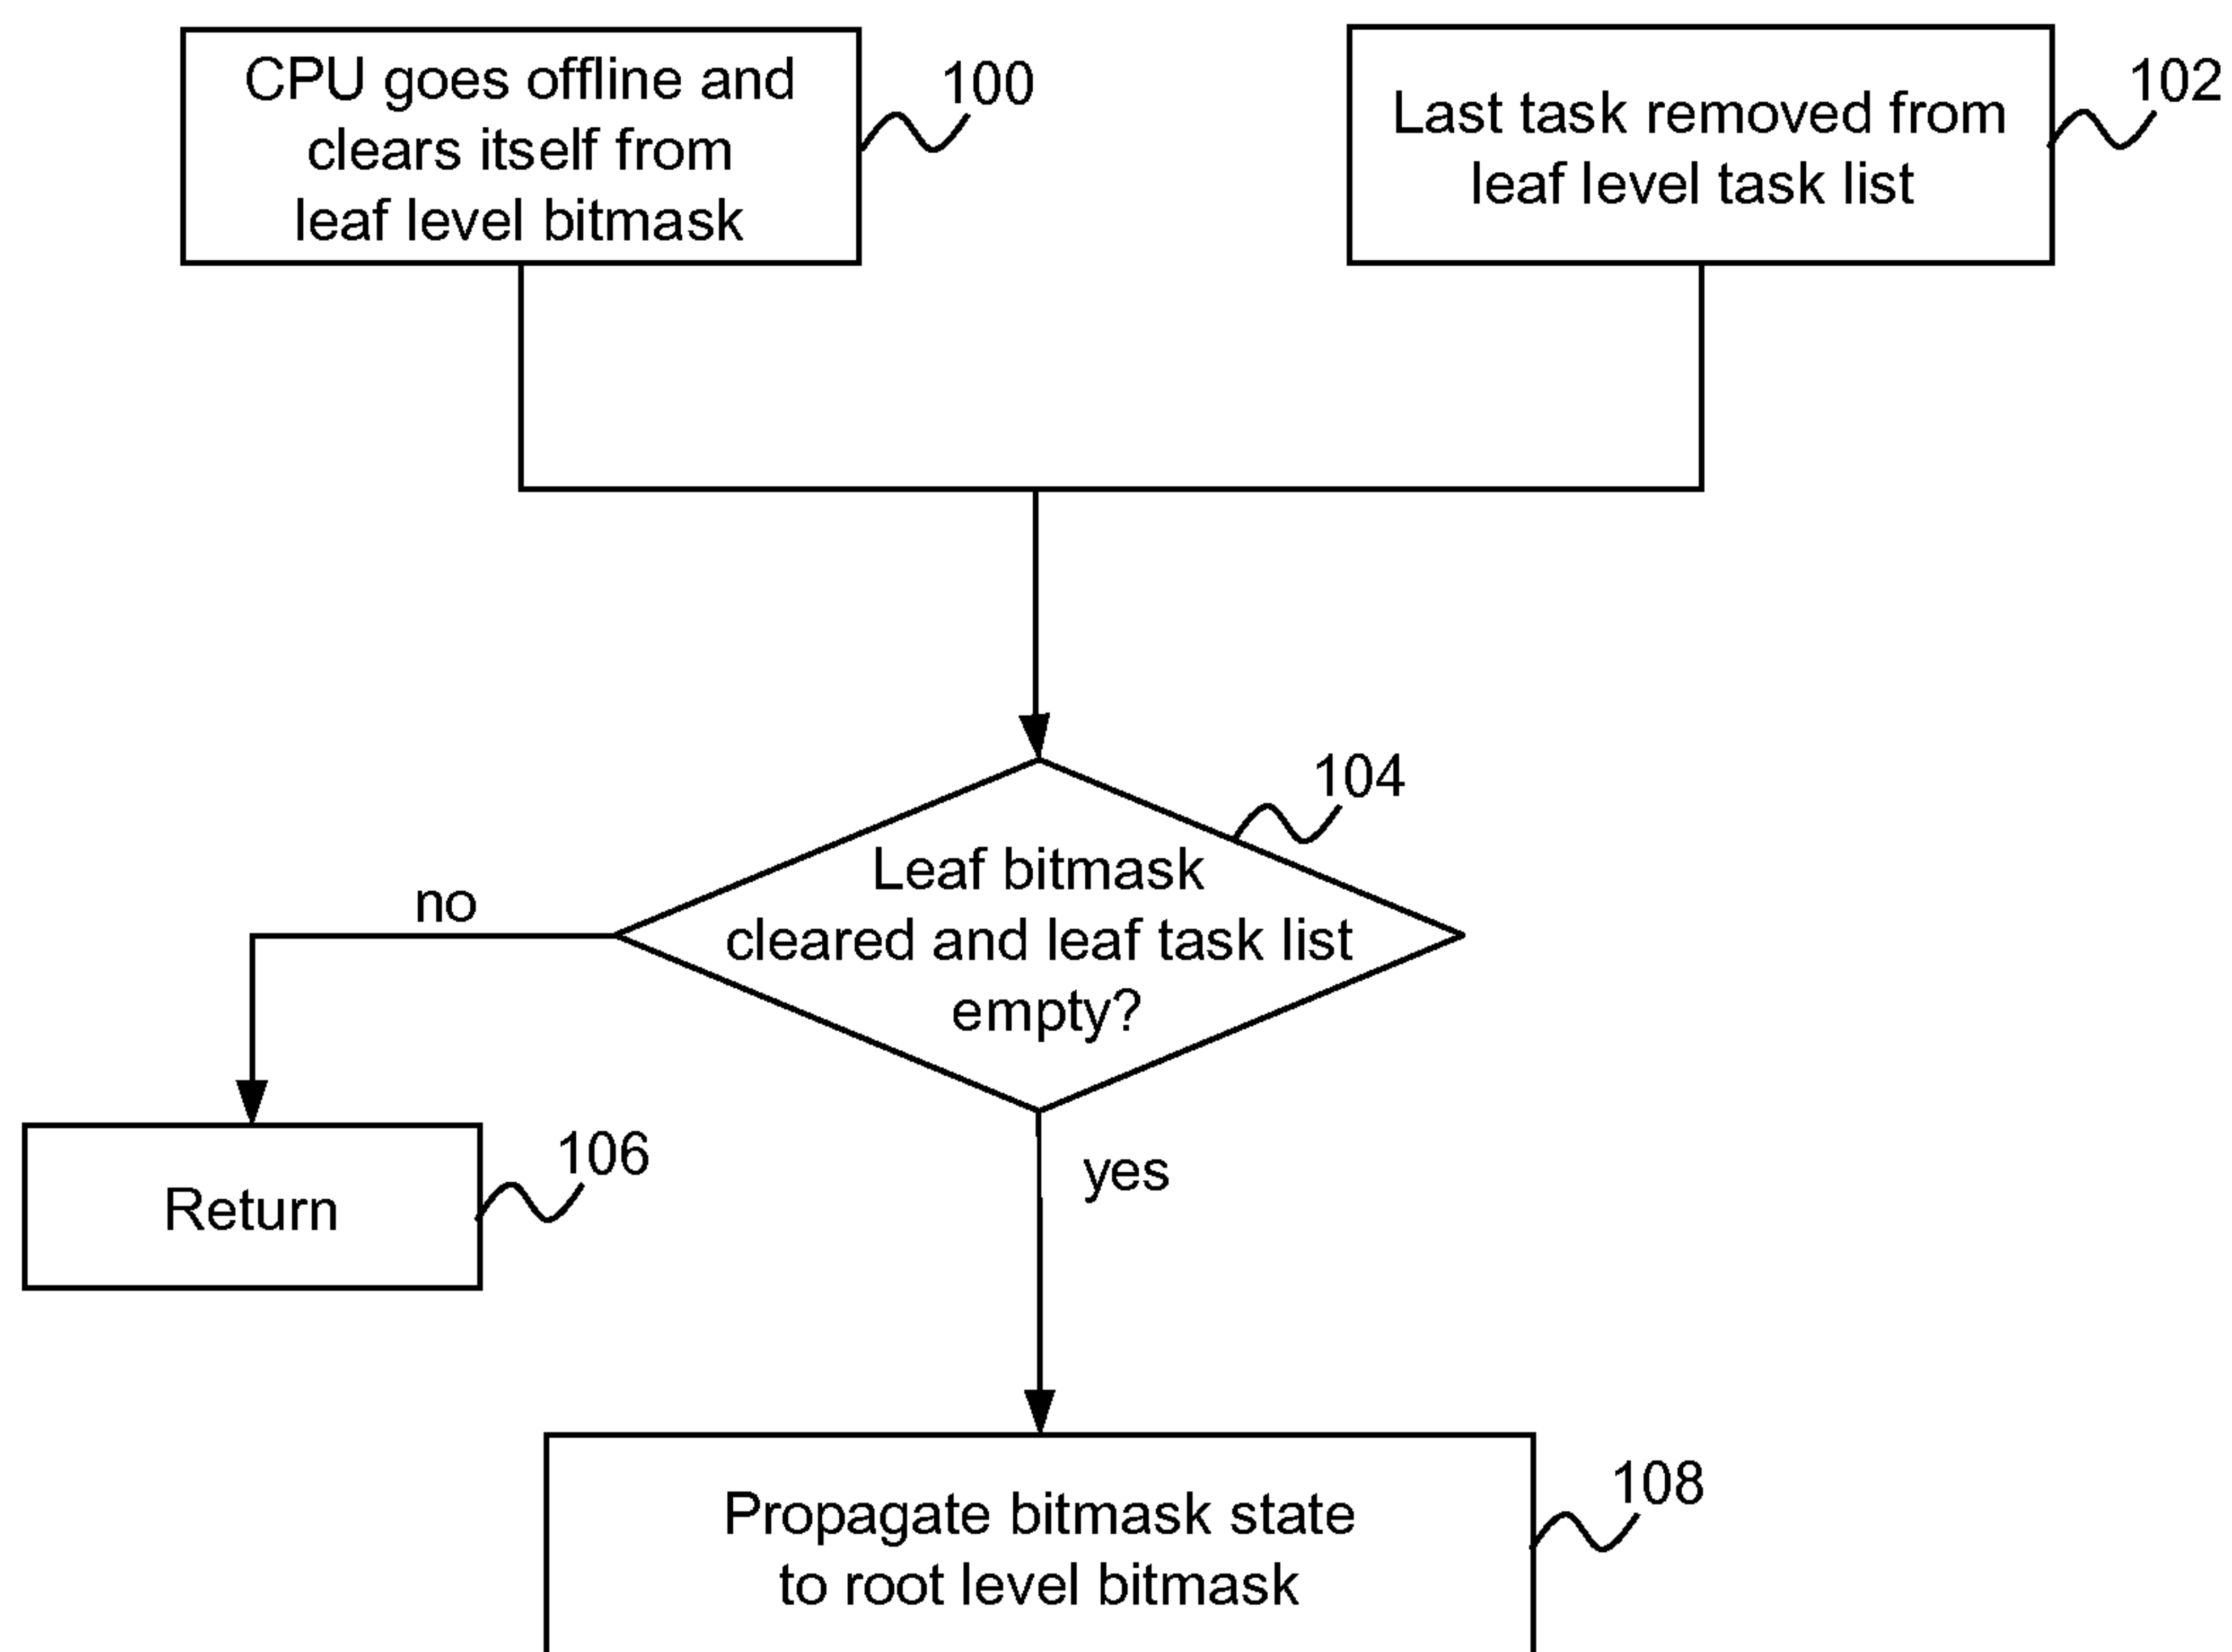 CPU goes offline and
clears itself from
leaf level bitmask
100
Last task removed from
leaf level task list
102
104
Leaf bitmask
cleared and leaf task list
empty?
no
yes
Return
106
Propagate bitmask state
to root level bitmask
108